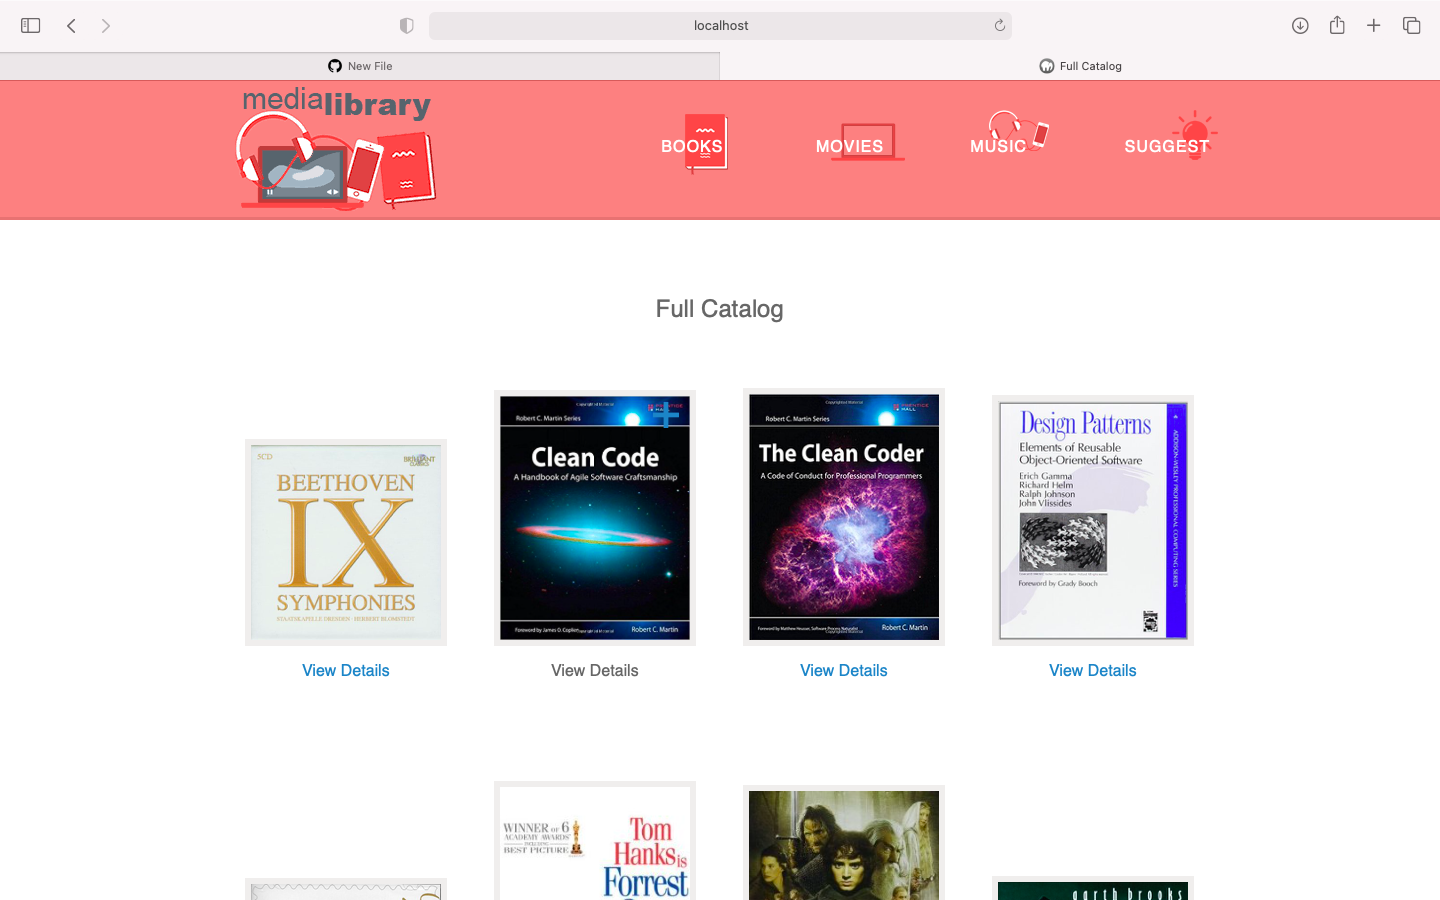 localhost
New File
Full Catalog
medialibrary
BOOKS
MOVIES
MUSIC
SUGGEST
Full Catalog
5CD
BRILLIANT
CLASSICS
BEETHOVEN
IX
SYMPHONIES
STAATSKAPELLE DRESDEN · HERBERT BLOMSTEDT
View Details
Robert C. Martin Series
Clean Code
A Handbook of Agile Software Craftsmanship
Robert C. Martin
View Details
PRENTICE
HALL
Robert C. Martin Series
The Clean Coder
A Code of Conduct for Professional Programmers
Robert C. Martin
View Details
Design Patterns
Elements of Reusable
Object-Oriented Software
Erich Gamma
Richard Helm
Ralph Johnson
John Vlissides
Foreword by Grady Booch
ADDISON-WESLEY PROFESSIONAL COMPUTING SERIES
View Details
WINNER OF 6
ACADEMY AWARDS
INCLUDING
BEST PICTURE
Tom
Hanks is
Forrest
garth brooks